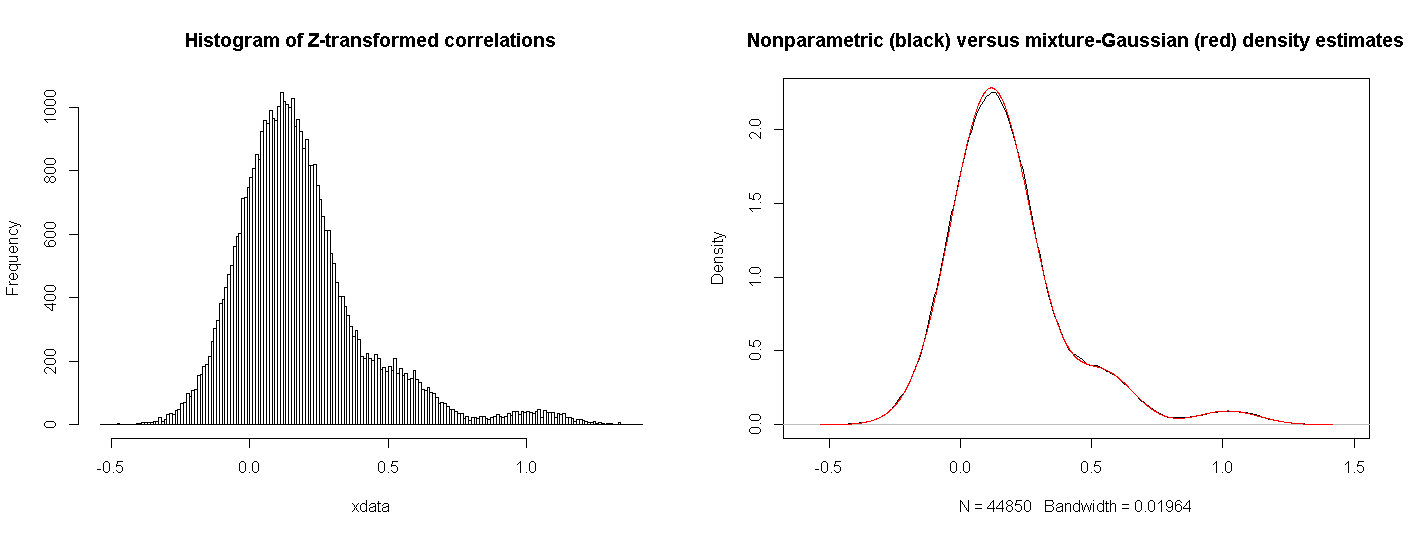 Histogram of Z-transformed correlations
Frequency
1000
800
600
400
200
0
-0.5 0.0 0.5 1.0
xdata
Nonparametric (black) versus mixture-Gaussian (red) density estimates
Density
2.0
1.5
1.0
0.5
0.0
-0.5 0.0 0.5 1.0 1.5
N = 44850 Bandwidth = 0.01964